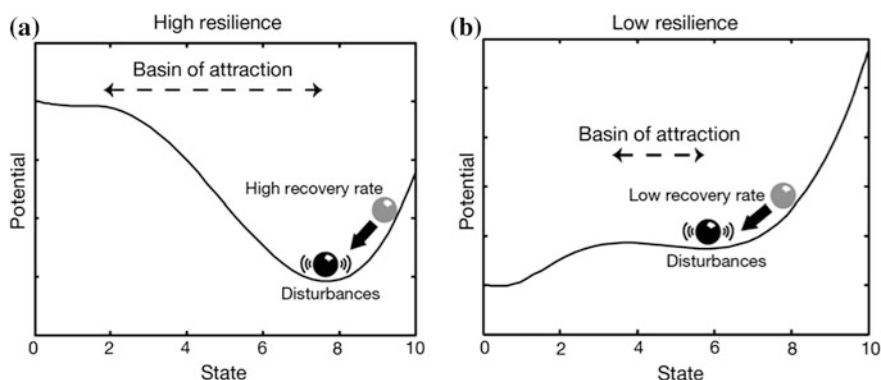 (a)
High resilience
Basin of attraction
High recovery rate
Disturbances
Potential
0 2 4 6 8 10
State
(b)
Low resilience
Basin of attraction
Low recovery rate
Disturbances
Potential
0 2 4 6 8 10
State